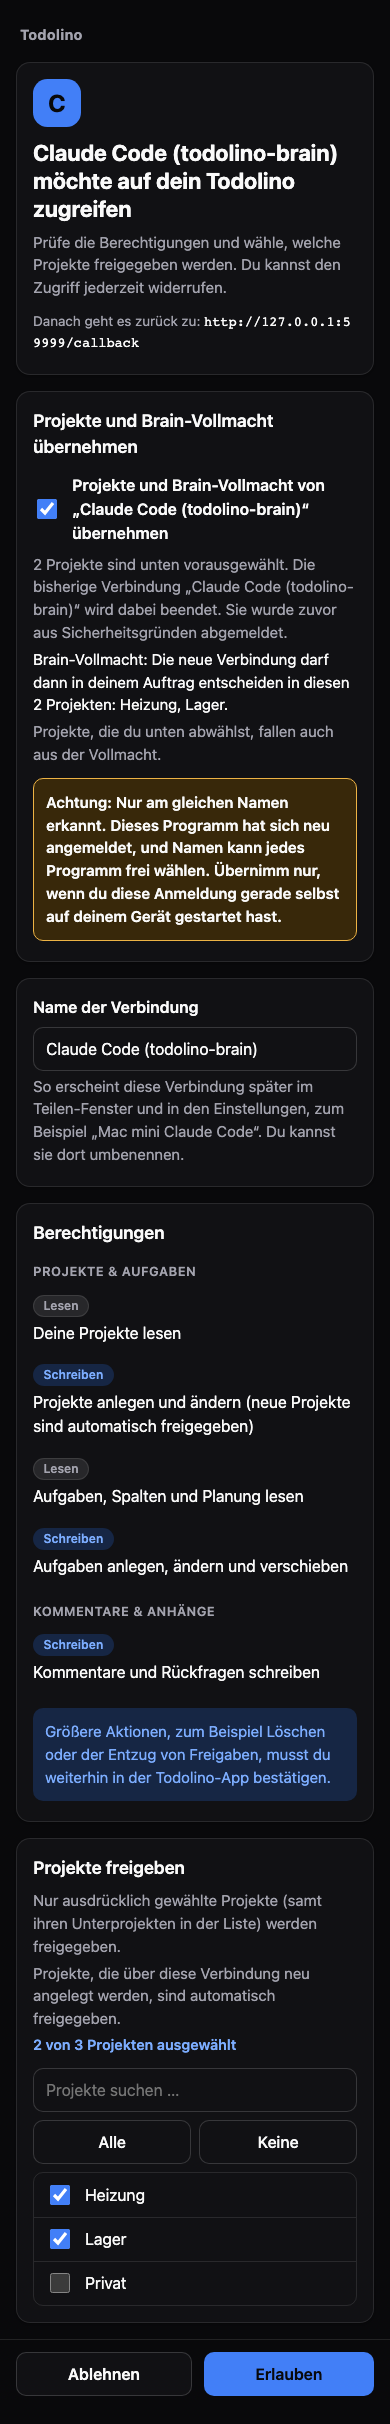 Todolino
C
Claude Code (todolino-brain)
möchte auf dein Todolino
zugreifen
Prüfe die Berechtigungen und wähle, welche
Projekte freigegeben werden. Du kannst den
Zugriff jederzeit widerrufen.
Danach geht es zurück zu: http://127.0.0.1:5
9999/callback
Projekte und Brain-Vollmacht
übernehmen
Projekte und Brain-Vollmacht von
„Claude Code (todolino-brain)“
übernehmen
2 Projekte sind unten vorausgewählt. Die
bisherige Verbindung „Claude Code (todolino-
brain)“ wird dabei beendet. Sie wurde zuvor
aus Sicherheitsgründen abgemeldet.
Brain-Vollmacht: Die neue Verbindung darf
dann in deinem Auftrag entscheiden in diesen
2 Projekten: Heizung, Lager.
Projekte, die du unten abwählst, fallen auch
aus der Vollmacht.
Achtung: Nur am gleichen Namen
erkannt. Dieses Programm hat sich neu
angemeldet, und Namen kann jedes
Programm frei wählen. Übernimm nur,
wenn du diese Anmeldung gerade selbst
auf deinem Gerät gestartet hast.
Name der Verbindung
Claude Code (todolino-brain)
So erscheint diese Verbindung später im
Teilen-Fenster und in den Einstellungen, zum
Beispiel „Mac mini Claude Code“. Du kannst
sie dort umbenennen.
Berechtigungen
PROJEKTE & AUFGABEN
Lesen
Deine Projekte lesen
Schreiben
Projekte anlegen und ändern (neue Projekte
sind automatisch freigegeben)
Lesen
Aufgaben, Spalten und Planung lesen
Schreiben
Aufgaben anlegen, ändern und verschieben
KOMMENTARE & ANHÄNGE
Schreiben
Kommentare und Rückfragen schreiben
Größere Aktionen, zum Beispiel Löschen
oder der Entzug von Freigaben, musst du
weiterhin in der Todolino-App bestätigen.
Projekte freigeben
Nur ausdrücklich gewählte Projekte (samt
ihren Unterprojekten in der Liste) werden
freigegeben.
Projekte, die über diese Verbindung neu
angelegt werden, sind automatisch
freigegeben.
2 von 3 Projekten ausgewählt
Projekte suchen ...
Alle
Keine
Heizung
Lager
Privat
Ablehnen
Erlauben